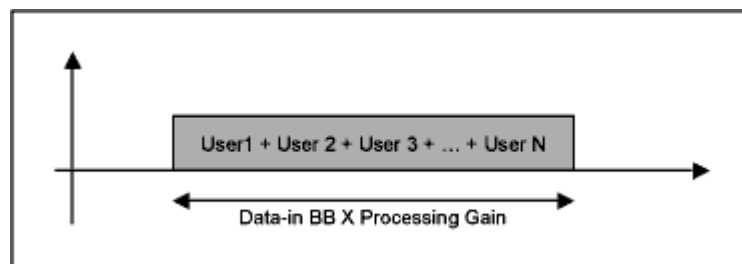 User1 + User 2 + User 3 + ... + User N
Data-in BB X Processing Gain